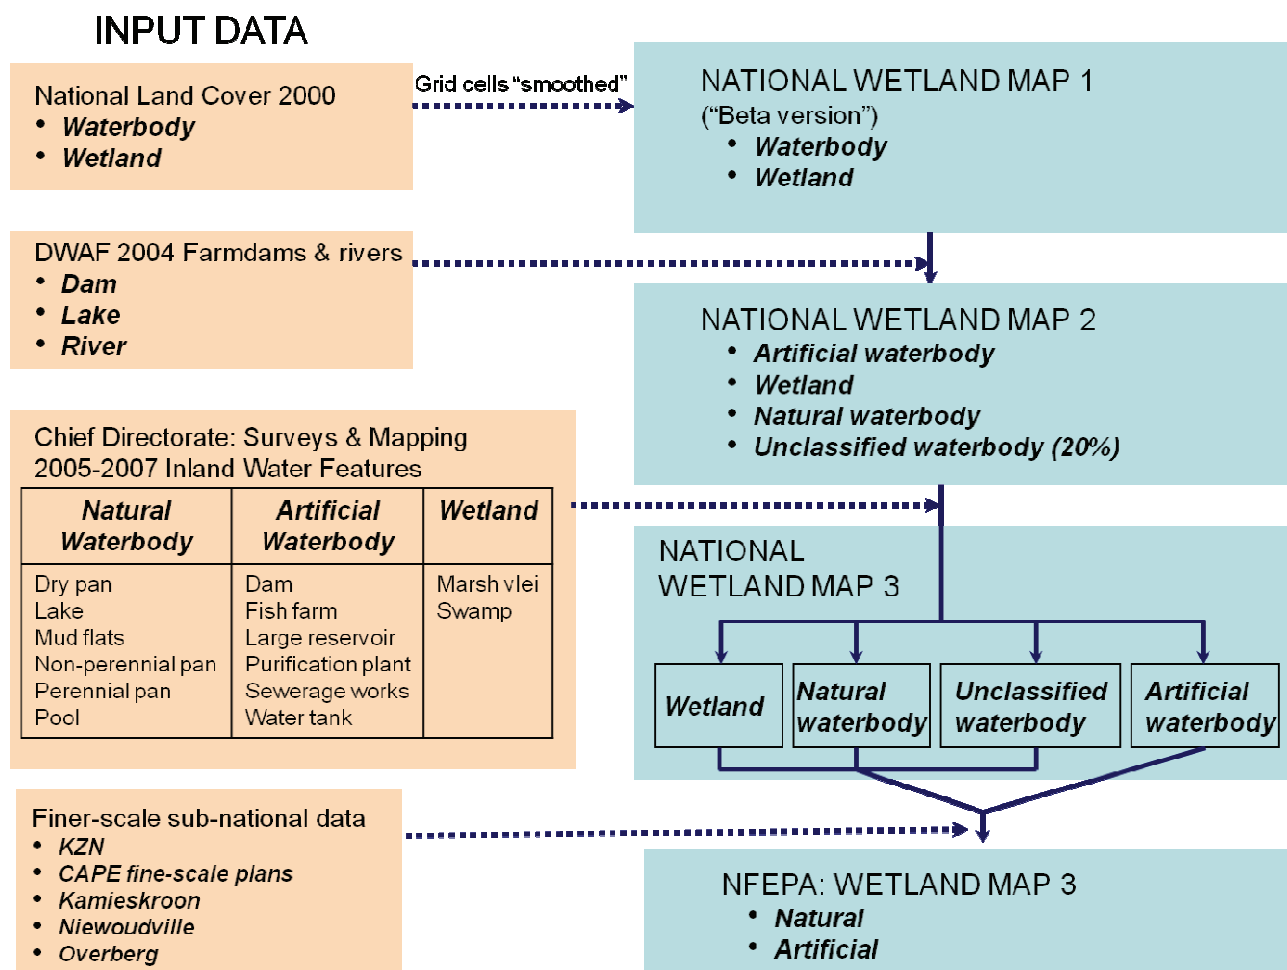 INPUT DATA
National Land Cover 2000
• Waterbody
• Wetland
Grid cells “smoothed”
NATIONAL WETLAND MAP 1
(“Beta version”)
• Waterbody
• Wetland
DWAF 2004 Farmdams & rivers
• Dam
• Lake
• River
NATIONAL WETLAND MAP 2
• Artificial waterbody
• Wetland
• Natural waterbody
• Unclassified waterbody (20%)
Chief Directorate: Surveys & Mapping
2005-2007 Inland Water Features
Natural
Waterbody
Artificial
Waterbody
Wetland
Dry pan
Lake
Mud flats
Non-perennial pan
Perennial pan
Pool
Dam
Fish farm
Large reservoir
Purification plant
Sewerage works
Water tank
Marsh vlei
Swamp
NATIONAL
WETLAND MAP 3
Wetland
Natural
waterbody
Unclassified
waterbody
Artificial
waterbody
Finer-scale sub-national data
• KZN
• CAPE fine-scale plans
• Kamieskroon
• Niewoudville
• Overberg
NFEPA: WETLAND MAP 3
• Natural
• Artificial